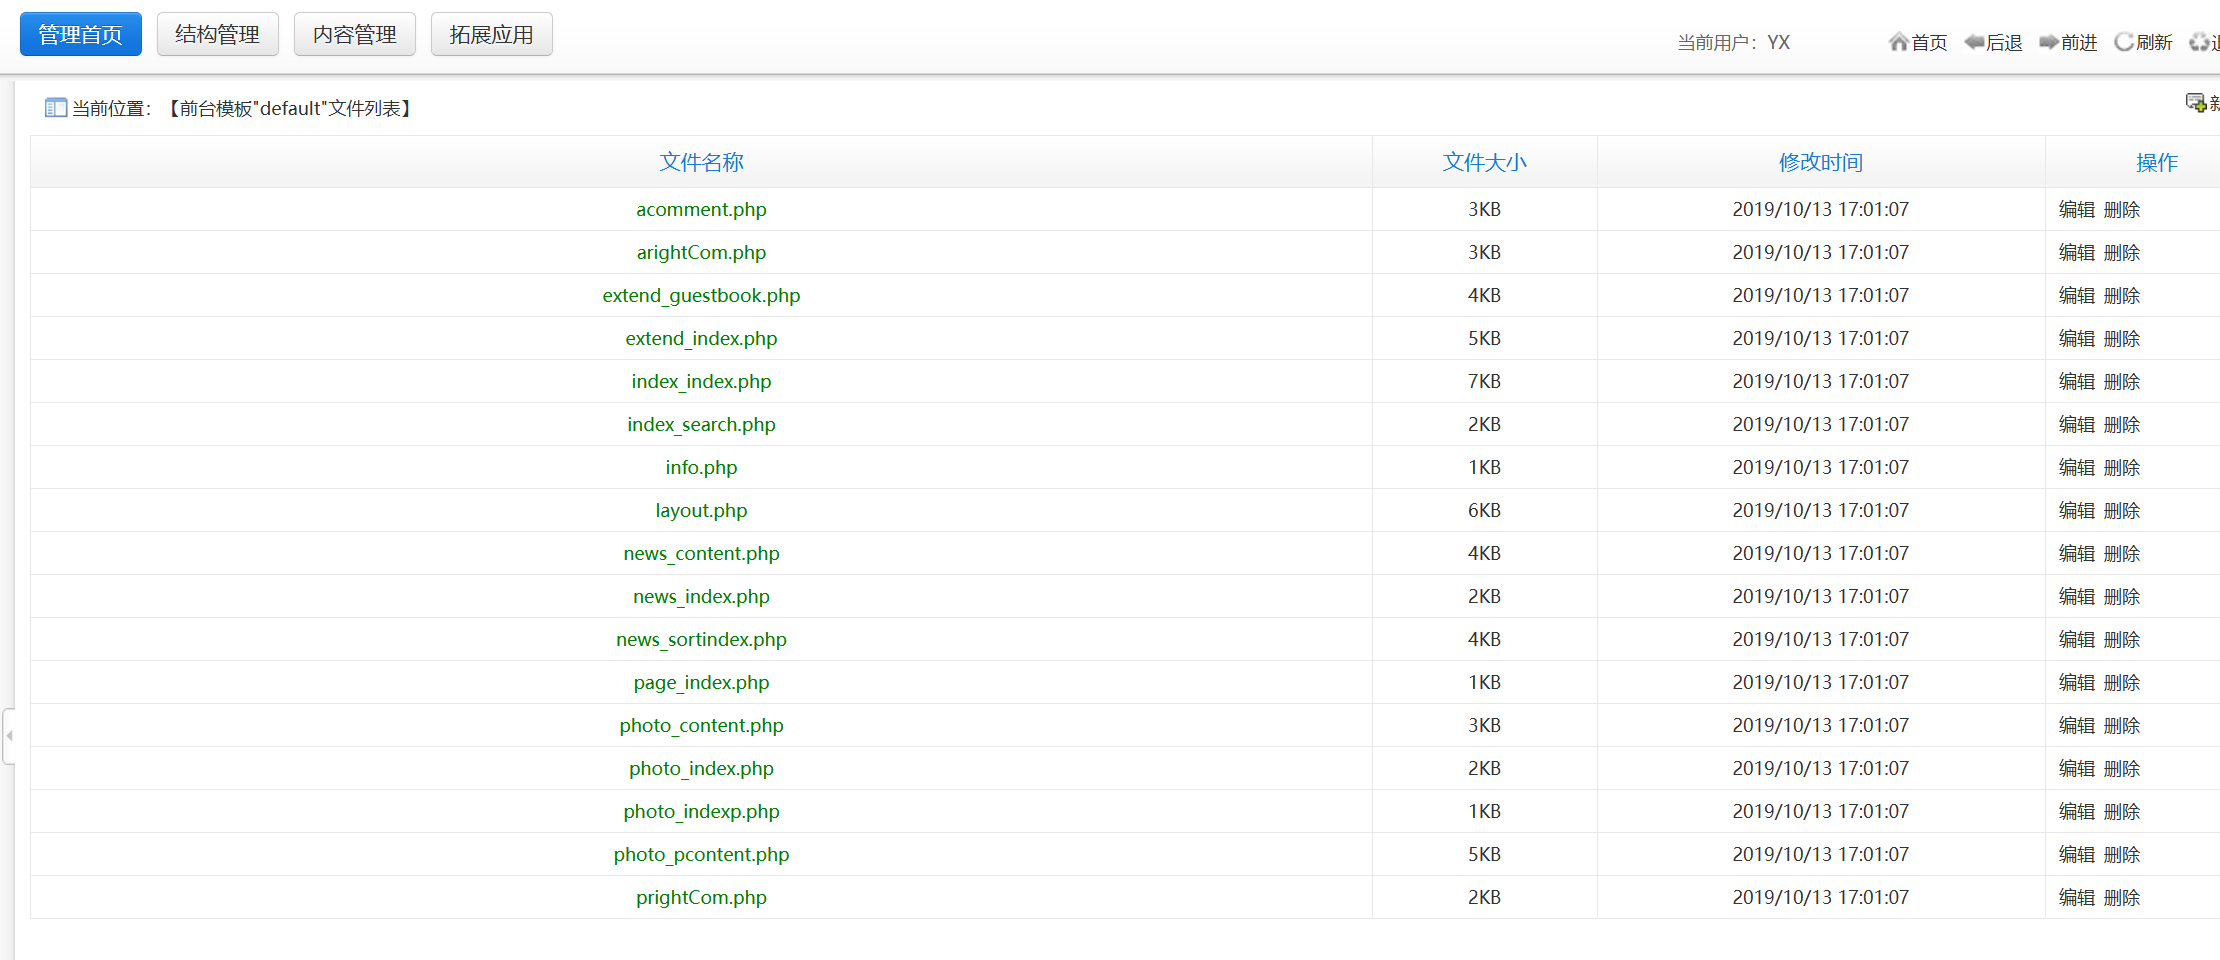 管理首页 结构管理 内容管理 拓展应用 当前用户：YX 首页 后退 前进 刷新
当前位置：【前台模板"default"文件列表】 新
文件名称 文件大小 修改时间 操作
acomment.php 3KB 2019/10/13 17:01:07 编辑 删除
arightCom.php 3KB 2019/10/13 17:01:07 编辑 删除
extend_guestbook.php 4KB 2019/10/13 17:01:07 编辑 删除
extend_index.php 5KB 2019/10/13 17:01:07 编辑 删除
index_index.php 7KB 2019/10/13 17:01:07 编辑 删除
index_search.php 2KB 2019/10/13 17:01:07 编辑 删除
info.php 1KB 2019/10/13 17:01:07 编辑 删除
layout.php 6KB 2019/10/13 17:01:07 编辑 删除
news_content.php 4KB 2019/10/13 17:01:07 编辑 删除
news_index.php 2KB 2019/10/13 17:01:07 编辑 删除
news_sortindex.php 4KB 2019/10/13 17:01:07 编辑 删除
page_index.php 1KB 2019/10/13 17:01:07 编辑 删除
photo_content.php 3KB 2019/10/13 17:01:07 编辑 删除
photo_index.php 2KB 2019/10/13 17:01:07 编辑 删除
photo_indexp.php 1KB 2019/10/13 17:01:07 编辑 删除
photo_pcontent.php 5KB 2019/10/13 17:01:07 编辑 删除
prightCom.php 2KB 2019/10/13 17:01:07 编辑 删除